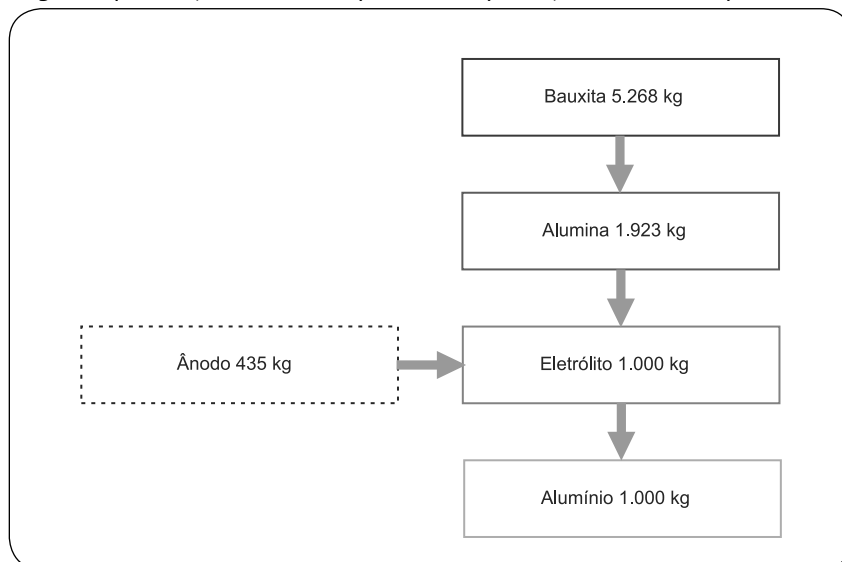 Bauxita 5.268 kg
Alumina 1.923 kg
Ânodo 435 kg
Eletrólito 1.000 kg
Alumínio 1.000 kg